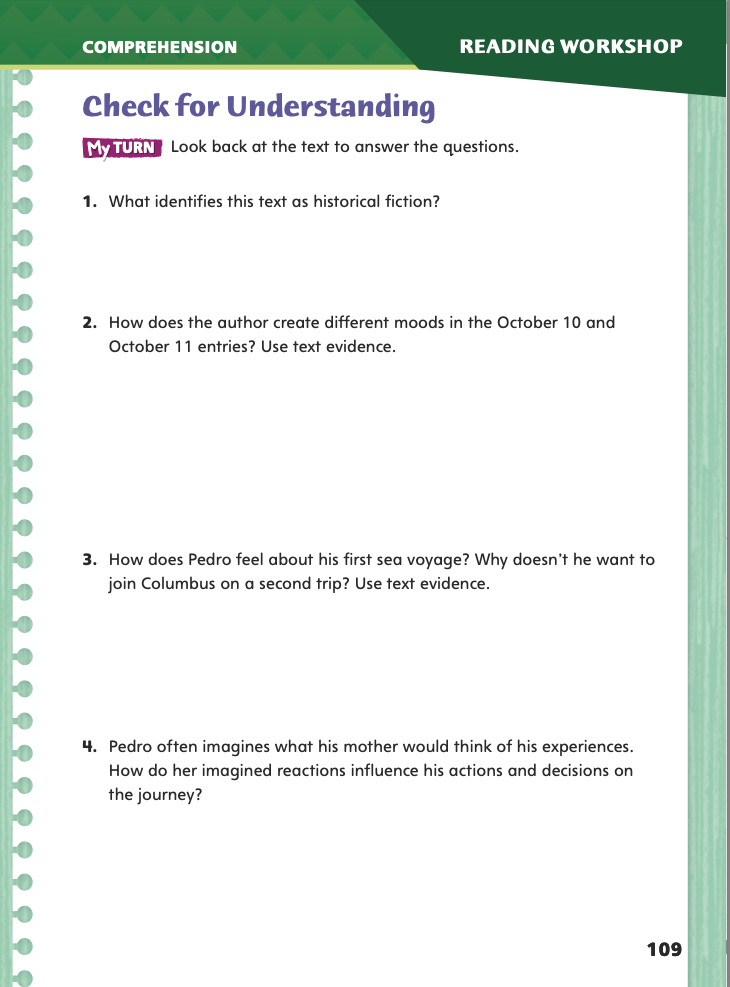 COMPREHENSION
READING WORKSHOP
Check for Understanding
My TURN Look back at the text to answer the questions.
1. What identifies this text as historical fiction?
2. How does the author create different moods in the October 10 and
October 11 entries? Use text evidence.
3. How does Pedro feel about his first sea voyage? Why doesn't he want to
join Columbus on a second trip? Use text evidence.
4. Pedro often imagines what his mother would think of his experiences.
How do her imagined reactions influence his actions and decisions on
the journey?
109